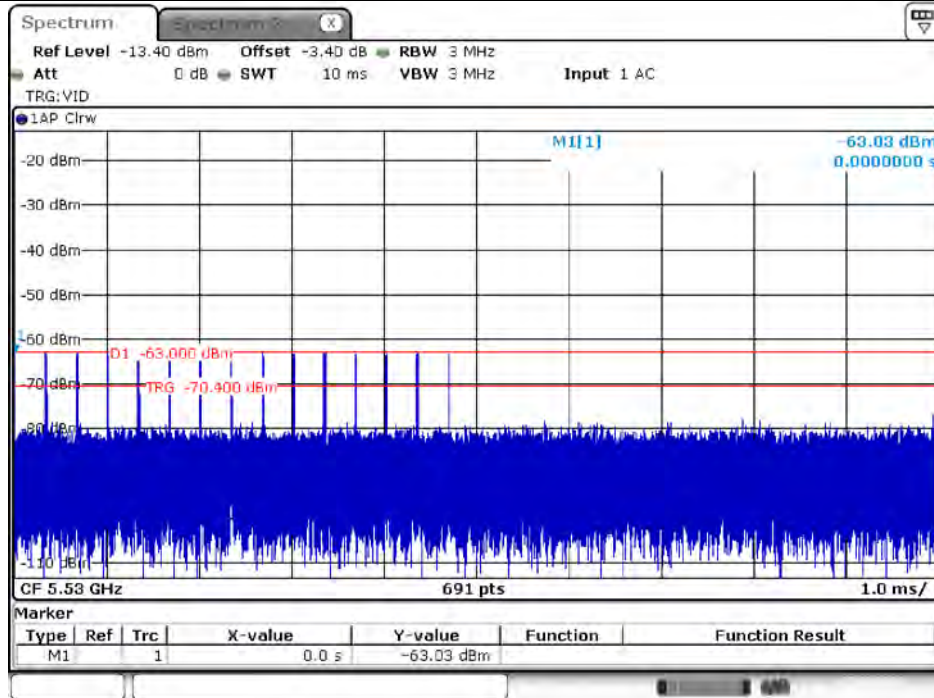 Spectrum
X
Ref Level -13.40 dBm Offset -3.40 dB RBW 3 MHz
Att 0 dB SWT 10 ms VBW 3 MHz Input 1 AC
TRG:VID
1AP Clrw
M1[1] -63.03 dBm
0.0000000 s
-20 dBm
-30 dBm
-40 dBm
-50 dBm
1
-60 dBm
D1 -63.000 dBm
-70 dBm
TRG -70.400 dBm
-80 dBm
-110 dBm
CF 5.53 GHz 691 pts 1.0 ms/
Marker
Type Ref Trc X-value Y-value Function Function Result
M1 1 0.0 s -63.03 dBm